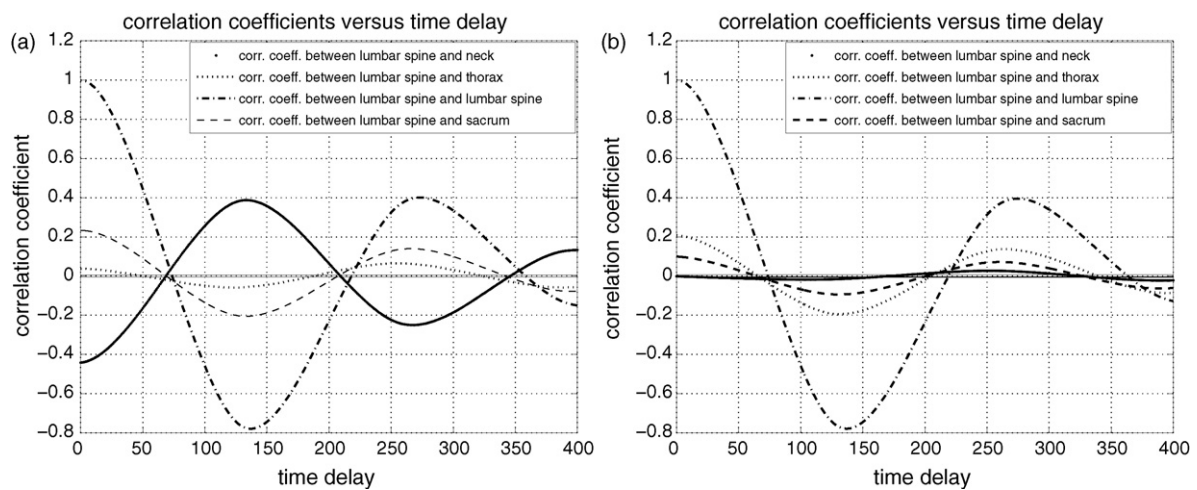 correlation coefficients versus time delay
(a)
1.2
1
0.8
0.6
0.4
0.2
0
−0.2
−0.4
−0.6
−0.8
correlation coefficient
corr. coeff. between lumbar spine and neck
corr. coeff. between lumbar spine and thorax
corr. coeff. between lumbar spine and lumbar spine
corr. coeff. between lumbar spine and sacrum
0 50 100 150 200 250 300 350 400
time delay
correlation coefficients versus time delay
(b)
1.2
1
0.8
0.6
0.4
0.2
0
−0.2
−0.4
−0.6
−0.8
correlation coefficient
corr. coeff. between lumbar spine and neck
corr. coeff. between lumbar spine and thorax
corr. coeff. between lumbar spine and lumbar spine
corr. coeff. between lumbar spine and sacrum
0 50 100 150 200 250 300 350 400
time delay